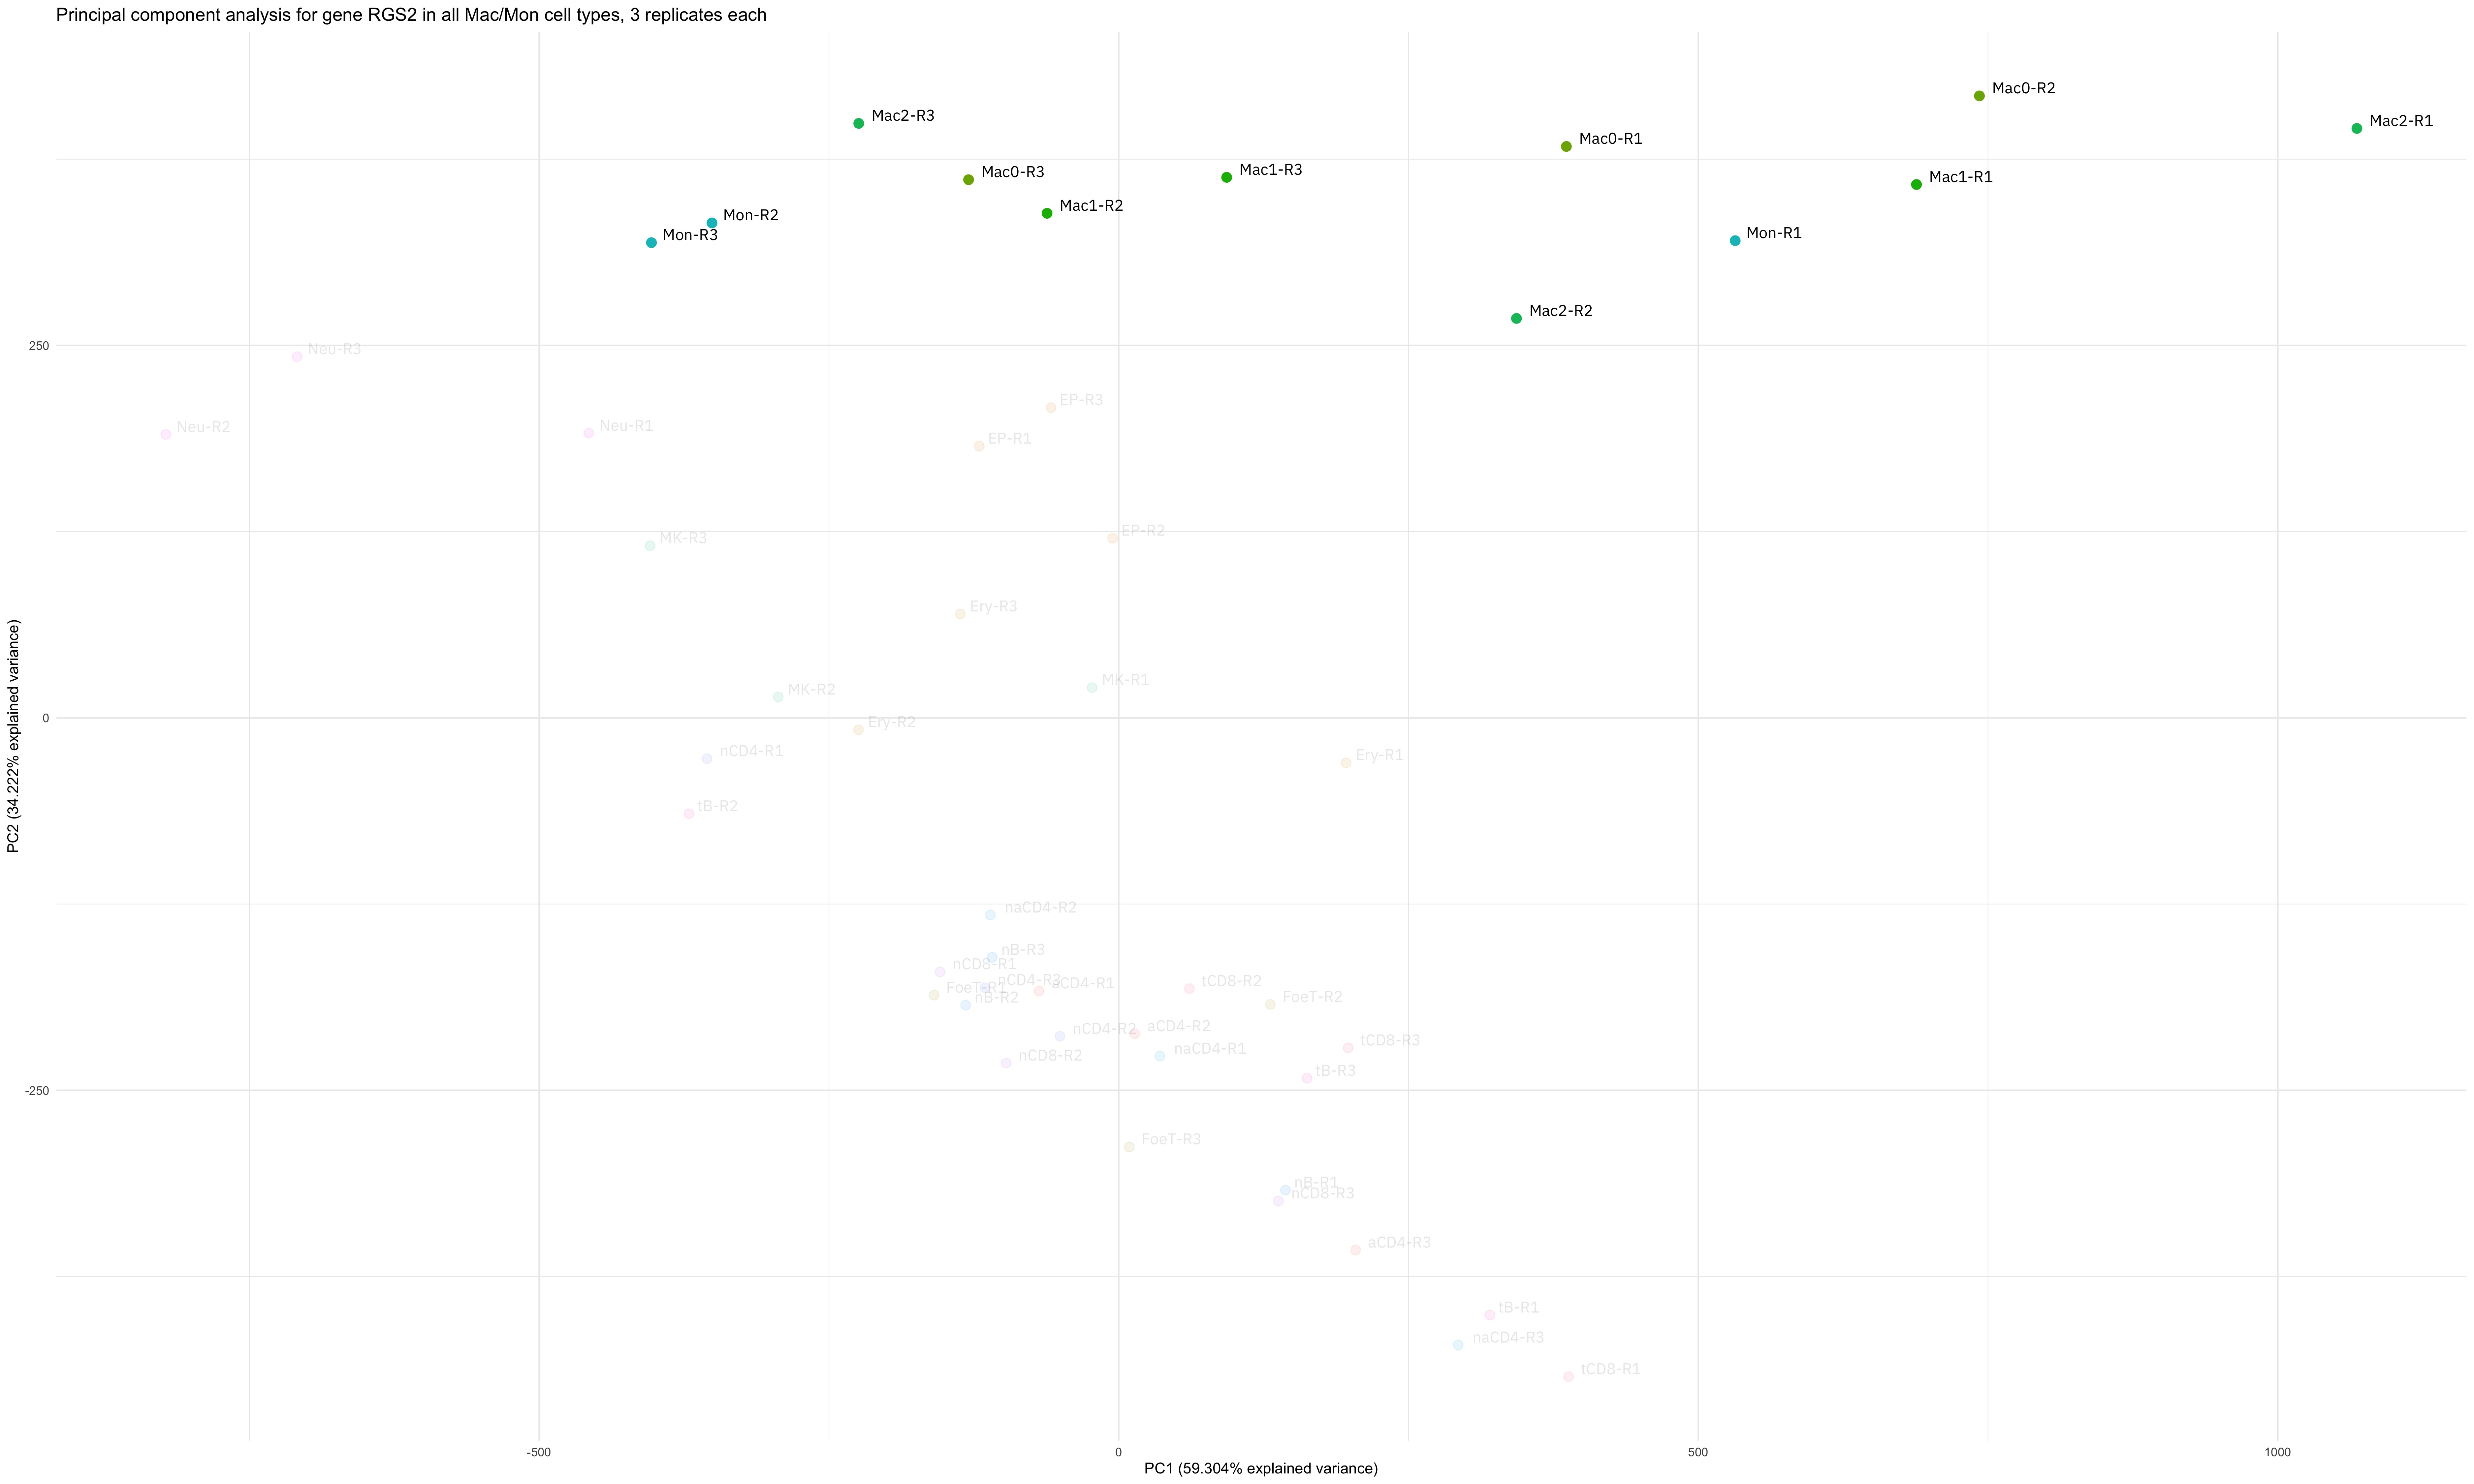 Principal component analysis for gene RGS2 in all Mac/Mon cell types, 3 replicates each
Mac0-R2
Mac2-R3
Mac2-R1
Mac0-R1
Mac1-R3
Mac0-R3
Mac1-R1
Mac1-R2
Mon-R2
Mon-R3
Mon-R1
Mac2-R2
250
Neu-R3
EP-R3
Neu-R2
Neu-R1
EP-R1
EP-R2
MK-R3
Ery-R3
MK-R1
MK-R2
0
Ery-R2
nCD4-R1
Ery-R1
tB-R2
PC2 (34.222% explained variance)
naCD4-R2
nB-R3
nCD8-R1
nCD4-R3
aCD4-R1
tCD8-R2
FoeT-R1
nB-R2
FoeT-R2
nCD4-R2
aCD4-R2
tCD8-R3
naCD4-R1
nCD8-R2
tB-R3
-250
FoeT-R3
nB-R1
nCD8-R3
aCD4-R3
tB-R1
naCD4-R3
tCD8-R1
-500
0
500
1000
PC1 (59.304% explained variance)